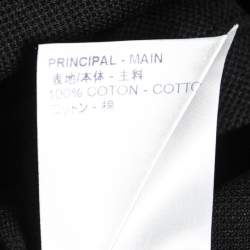 PRINCIPAL - MAIN
表地/本体 - 主料
100% COTON - COTTO
コットン - 棉